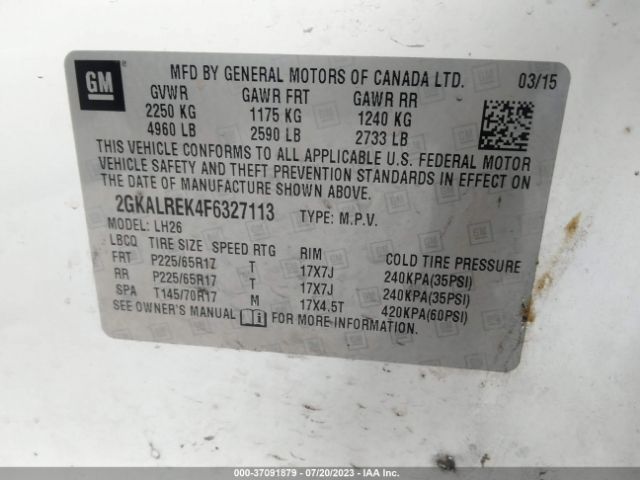 GM
MFD BY GENERAL MOTORS OF CANADA LTD. 03/15
GVWR GAWR FRT GAWR RR
2250 KG 1175 KG 1240 KG
4960 LB 2590 LB 2733 LB
THIS VEHICLE CONFORMS TO ALL APPLICABLE U.S. FEDERAL MOTOR
VEHICLE SAFETY AND THEFT PREVENTION STANDARDS IN EFFECT ON THE
DATE OF MANUFACTURE SHOWN ABOVE.
2GKALREK4F6327113 TYPE: M.P.V.
MODEL: LH26
LBCQ TIRE SIZE SPEED RTG RIM COLD TIRE PRESSURE
FRT P225/65R17 T 17X7J 240KPA(35PSI)
RR P225/65R17 T 17X7J 240KPA(35PSI)
SPA T145/70R17 M 17X4.5T 420KPA(60PSI)
SEE OWNER'S MANUAL FOR MORE INFORMATION.
000-37091879 - 07/20/2023 - IAAI.COM